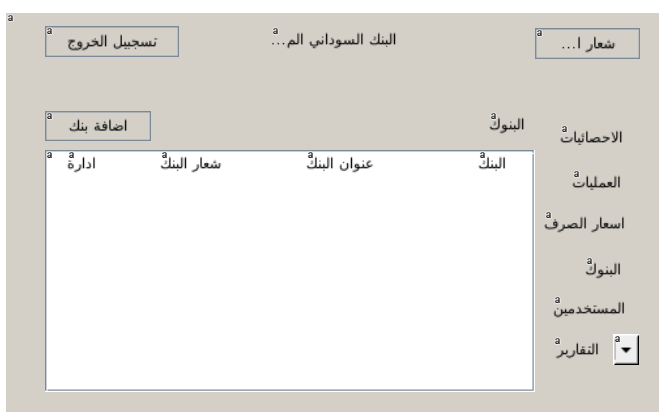 شعار ا... البنك السوداني الم... تسجييل الخروج
البنوك اضافة بنك
البنك عنوان البنك شعار البنك ادارة
الاحصائيات
العمليات
اسعار الصرف
البنوك
المستخدمين
التقارير